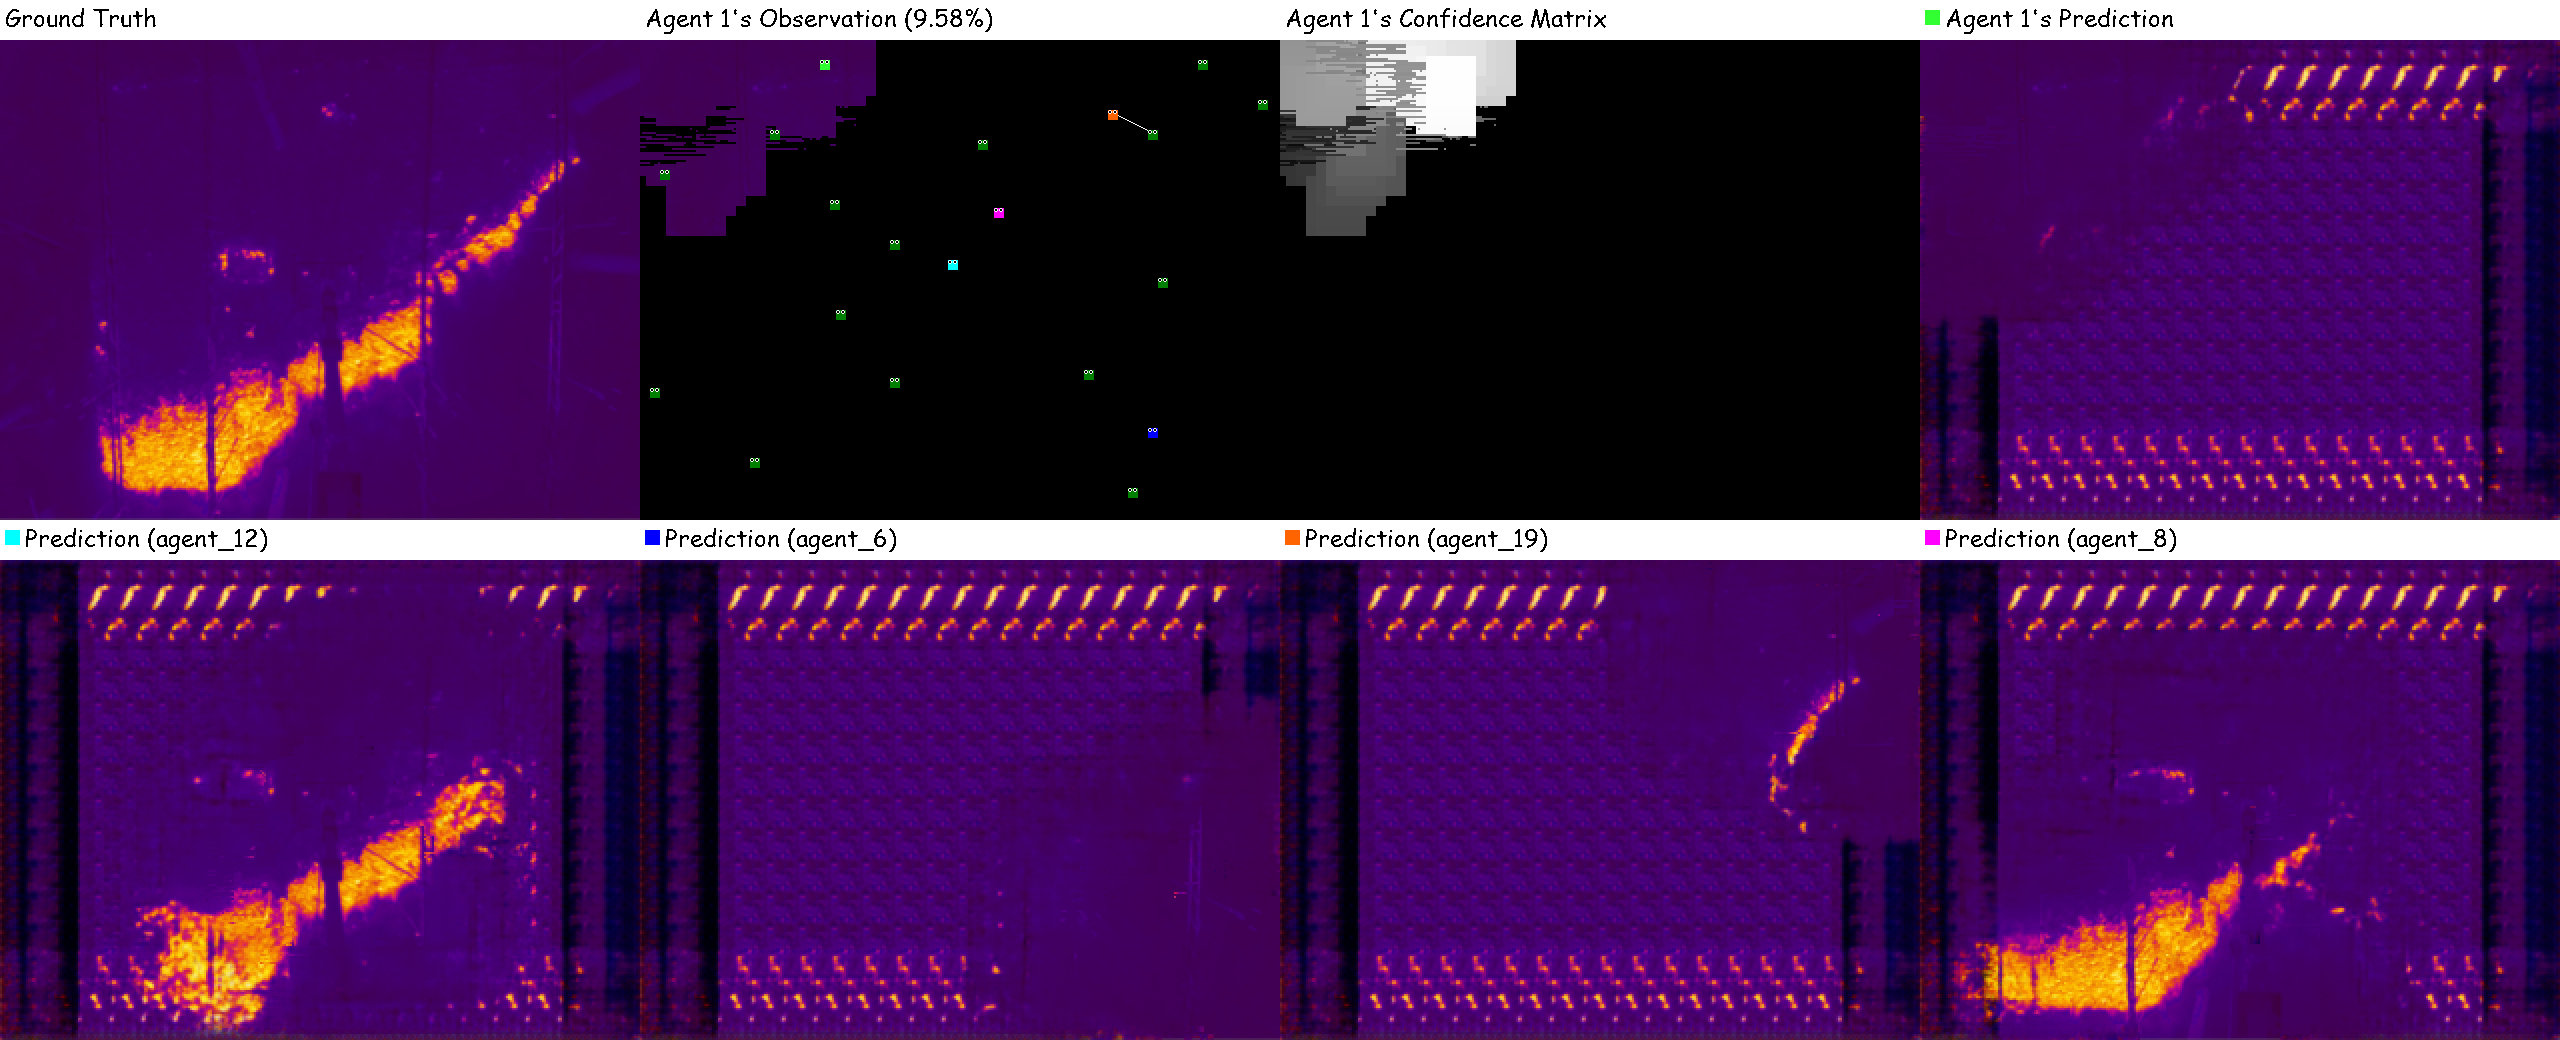 Ground Truth
Agent 1's Observation (9.58%)
Agent 1's Confidence Matrix
Agent 1's Prediction
Prediction (agent_12)
Prediction (agent_6)
Prediction (agent_19)
Prediction (agent_8)